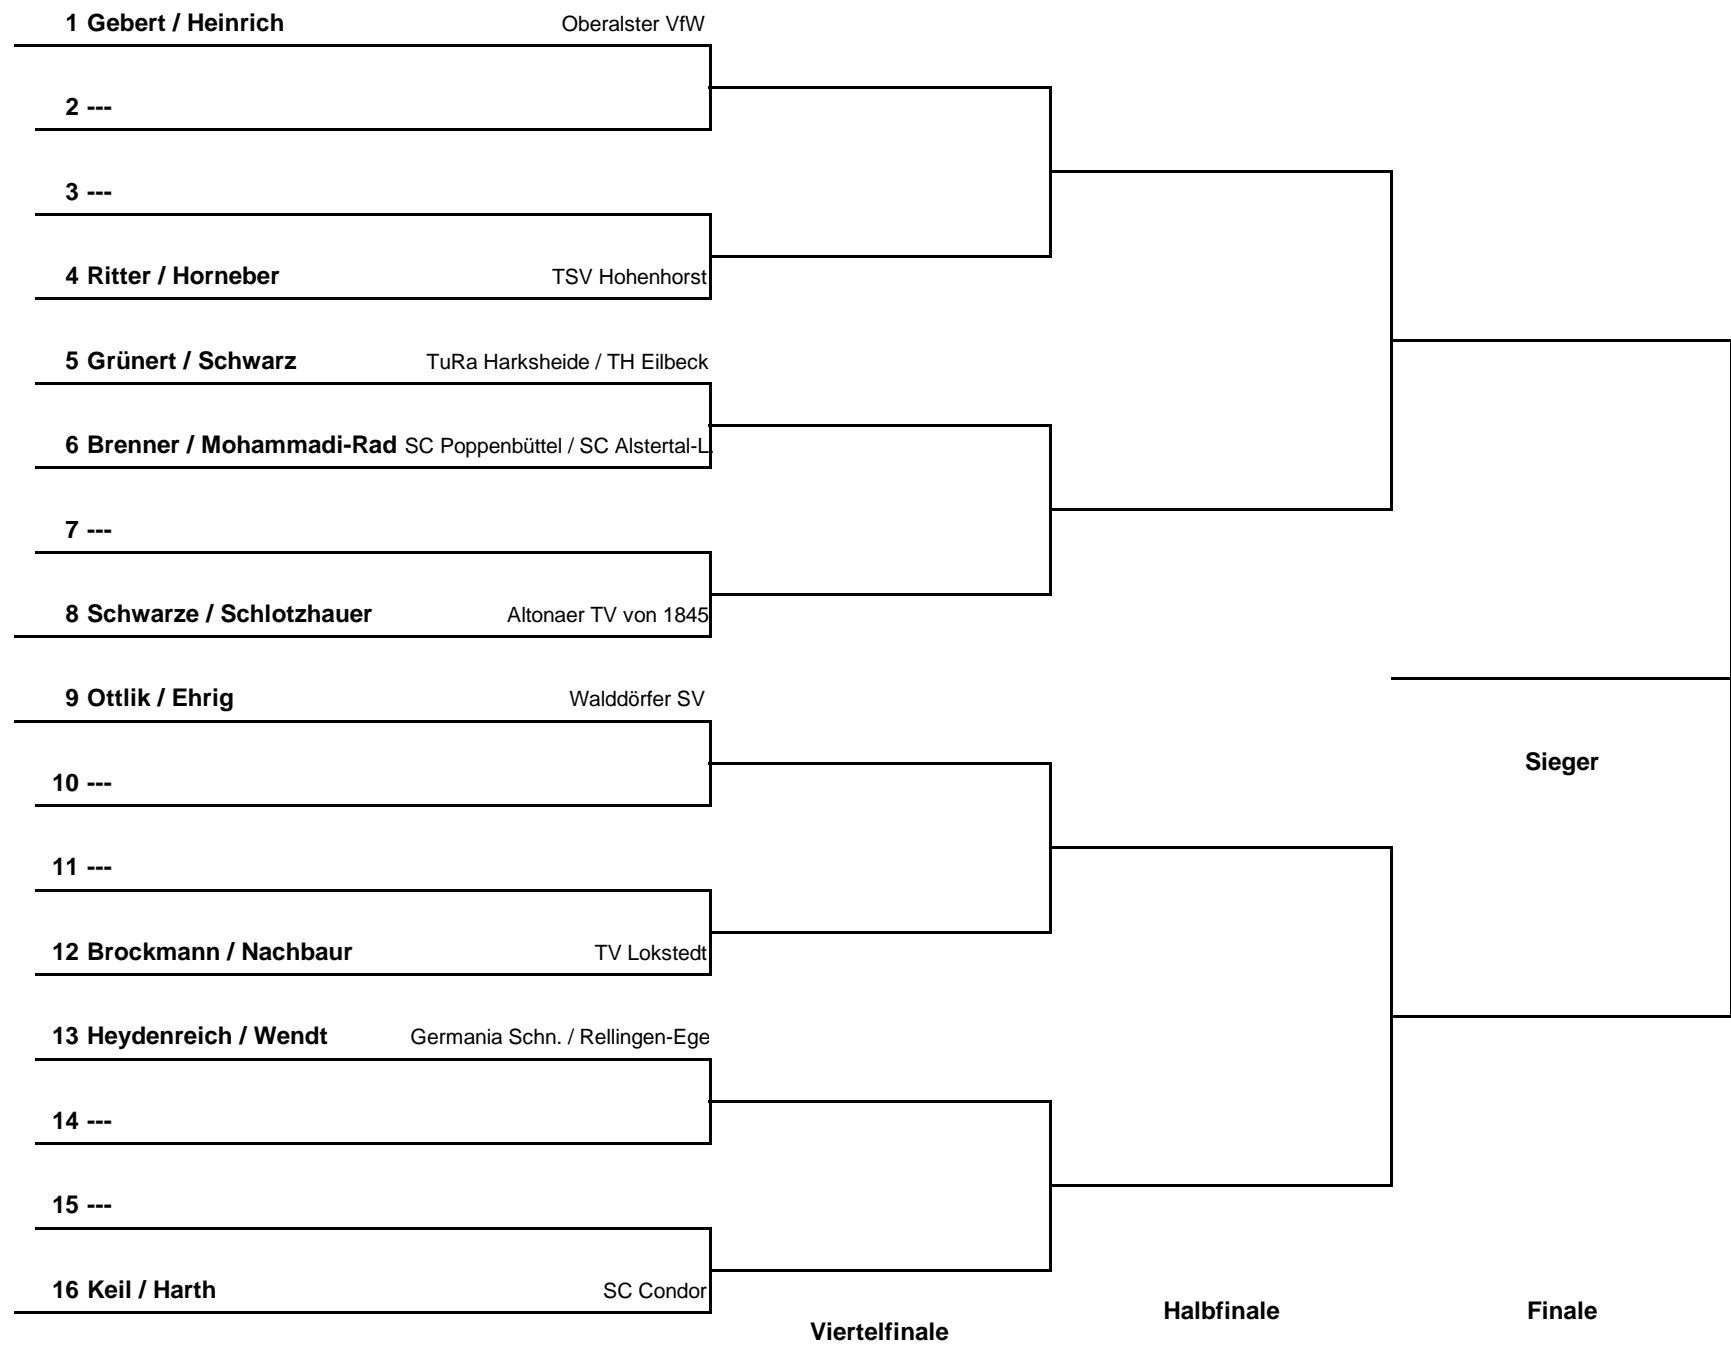 1 Gebert / Heinrich Oberalster VfW
2 ---
3 ---
4 Ritter / Horneber TSV Hohenhorst
5 Grünert / Schwarz TuRa Harksheide / TH Eilbeck
6 Brenner / Mohammadi-Rad SC Poppenbüttel / SC Alstertal-L.
7 ---
8 Schwarze / Schlotzhauer Altonaer TV von 1845
9 Ottlik / Ehrig Walddörfer SV
Sieger
10 ---
11 ---
12 Brockmann / Nachbaur TV Lokstedt
13 Heydenreich / Wendt Germania Schn. / Rellingen-Ege
14 ---
15 ---
16 Keil / Harth SC Condor
Viertelfinale
Halbfinale
Finale